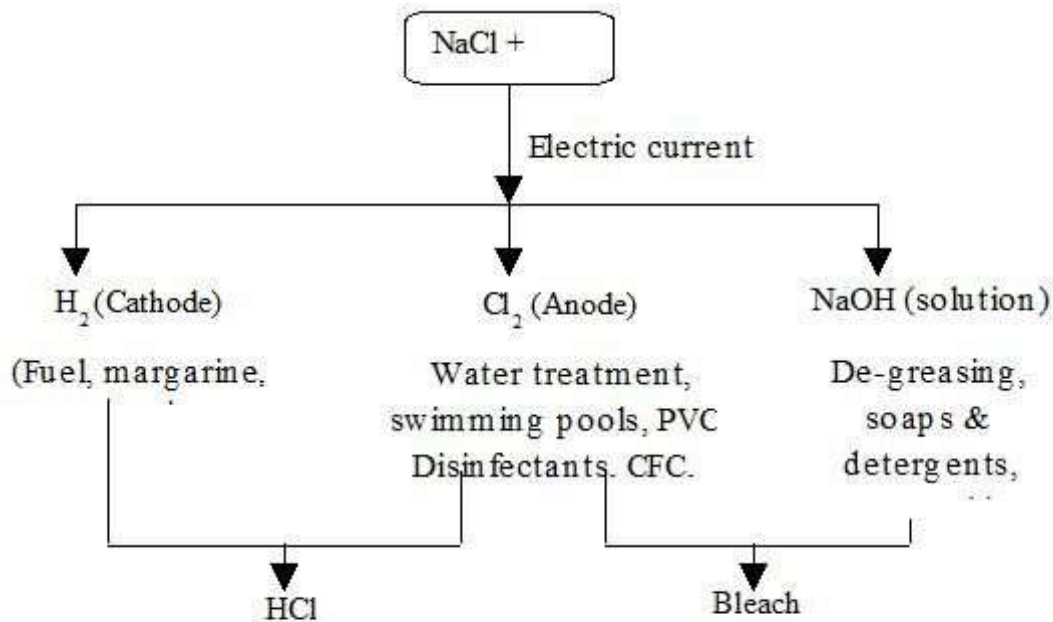 NaCl +
Electric current
H₂ (Cathode)
Cl₂ (Anode)
NaOH (solution)
(Fuel, margarine,
Water treatment,
swimming pools, PVC
Disinfectants. CFC.
De-greasing,
soaps &
detergents,
HCl
Bleach